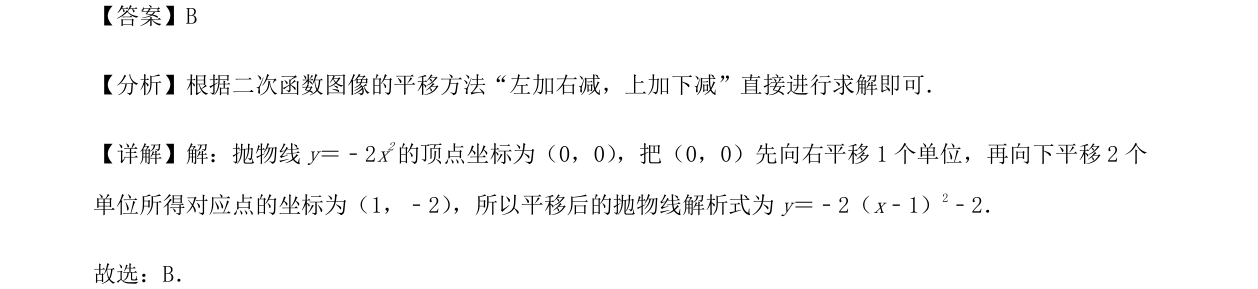 【答案】B
【分析】根据二次函数图像的平移方法“左加右减，上加下减”直接进行求解即可．
【详解】解：抛物线 y＝﹣2x²的顶点坐标为（0，0），把（0，0）先向右平移 1 个单位，再向下平移 2 个
单位所得对应点的坐标为（1，﹣2），所以平移后的抛物线解析式为 y＝﹣2（x﹣1）²﹣2．
故选：B．